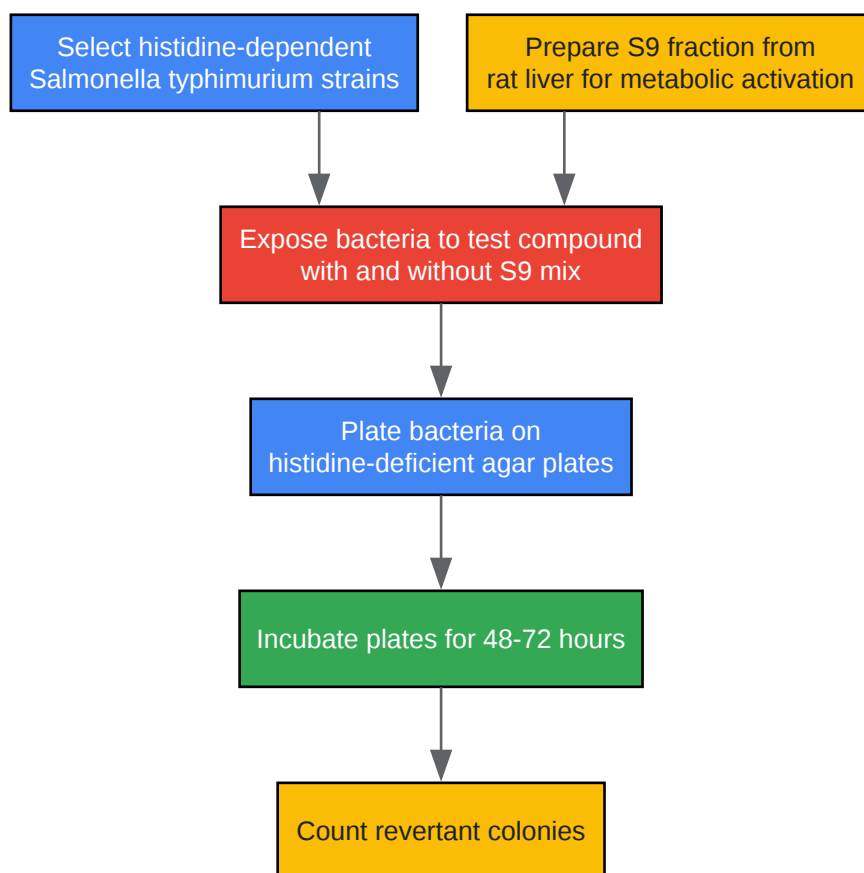 Select histidine-dependent
Salmonella typhimurium strains
Prepare S9 fraction from
rat liver for metabolic activation
Expose bacteria to test compound
with and without S9 mix
Plate bacteria on
histidine-deficient agar plates
Incubate plates for 48-72 hours
Count revertant colonies